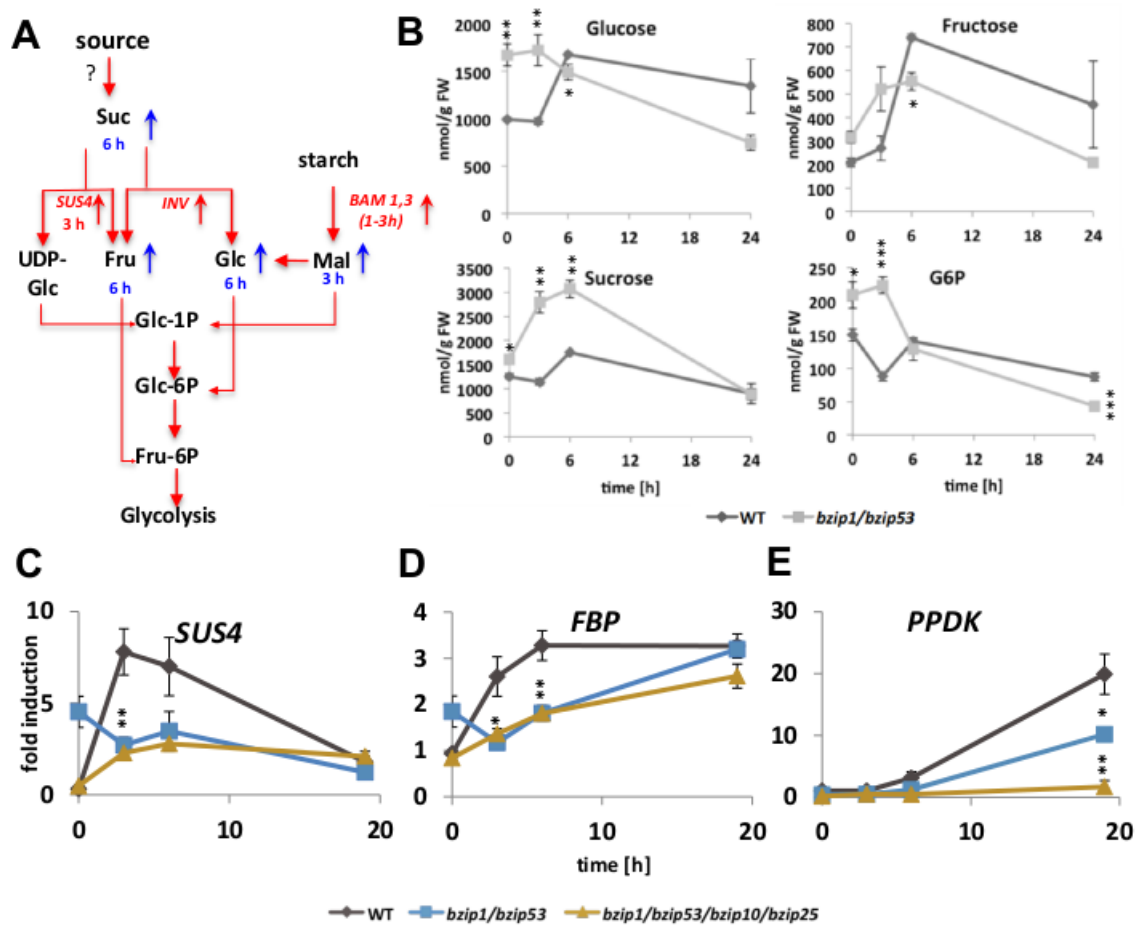 A
source
?
Suc
6 h
starch
SUS4
3 h
INV
BAM 1,3
(1-3h)
UDP-
Glc
Fru
6 h
Glc
6 h
Mal
3 h
Glc-1P
Glc-6P
Fru-6P
Glycolysis
B
Glucose
nmol/g FW
2000
1500
1000
500
0
0 6 12 18 24
** ** *
Fructose
nmol/g FW
800
700
600
500
400
300
200
100
0
0 6 12 18 24
*
Sucrose
nmol/g FW
3500
3000
2500
2000
1500
1000
500
0
0 6 12 18 24
time [h]
* ** **
G6P
nmol/g FW
250
200
150
100
50
0
0 6 12 18 24
time [h]
* *** ***
WT bzip1/bzip53
C
SUS4
fold induction
10
5
0
0 10 20
**
D
FBP
4
3
2
1
0
0 10 20
* **
time [h]
E
PPDK
30
20
10
0
0 10 20
*
**
WT bzip1/bzip53 bzip1/bzip53/bzip10/bzip25